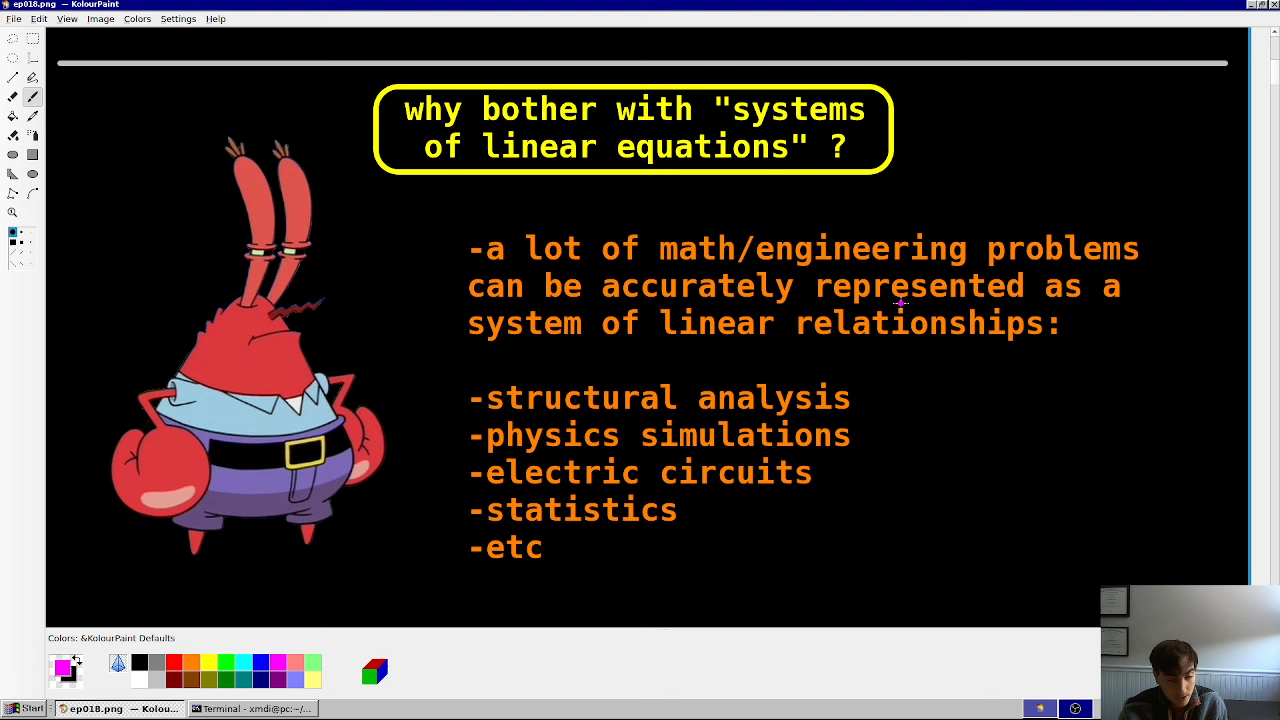 ep018.png — KolourPaint
File Edit View Image Colors Settings Help
why bother with "systems
of linear equations" ?
-a lot of math/engineering problems
can be accurately represented as a
system of linear relationships:
-structural analysis
-physics simulations
-electric circuits
-statistics
-etc
Colors: &KolourPaint Defaults
Start ep018.png — Kolou... Terminal - xmdi@pc:~/...